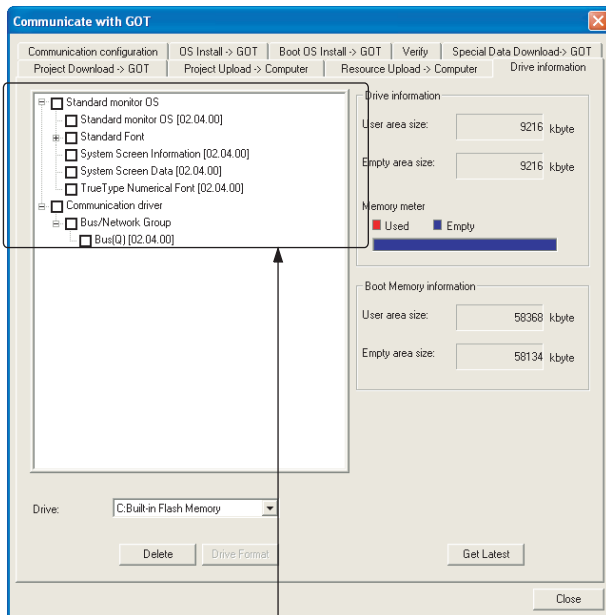 Communicate with GOT
Communication configuration OS Install -> GOT Boot OS Install -> GOT Verify Special Data Download-> GOT
Project Download -> GOT Project Upload -> Computer Resource Upload -> Computer Drive information
Standard monitor OS
Standard monitor OS [02.04.00]
Standard Font
System Screen Information [02.04.00]
System Screen Data [02.04.00]
TrueType Numerical Font [02.04.00]
Communication driver
Bus/Network Group
Bus(Q) [02.04.00]
Drive information
User area size: 9216 kbyte
Empty area size: 9216 kbyte
Memory meter
Used Empty
Boot Memory information
User area size: 58368 kbyte
Empty area size: 58134 kbyte
Drive: C:Built-in Flash Memory
Delete Drive Format Get Latest
Close